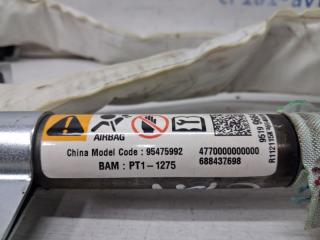 AIRBAG
China Model Code : 95475992
BAM : PT1-1275
4770000000000
688437698